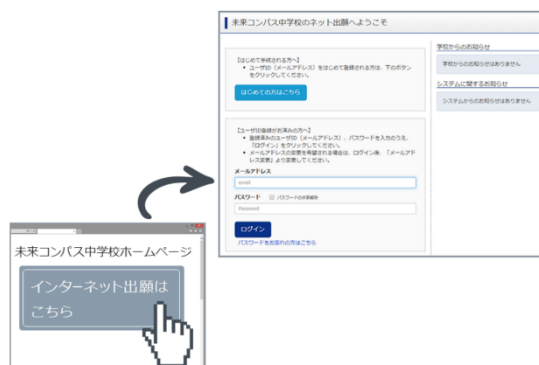 未来コンパス中学校のネット出願へようこそ
【はじめて手続される方へ】
• ユーザID（メールアドレス）をはじめて登録される方は、下のボタン
をクリックしてください。
はじめての方はこちら
【ユーザID登録がお済みの方へ】
• 登録済みのユーザID（メールアドレス）、パスワードを入力のうえ、
「ログイン」をクリックしてください。
• メールアドレスの変更を希望される場合は、ログイン後、「メールアド
レス変更」より変更してください。
メールアドレス
email
パスワード パスワードの伏字解除
Password
ログイン
パスワードをお忘れの方はこちら
学校からのお知らせ
学校からのお知らせはありません
システムに関するお知らせ
システムからのお知らせはありません
未来コンパス中学校ホームページ
インターネット出願は
こちら